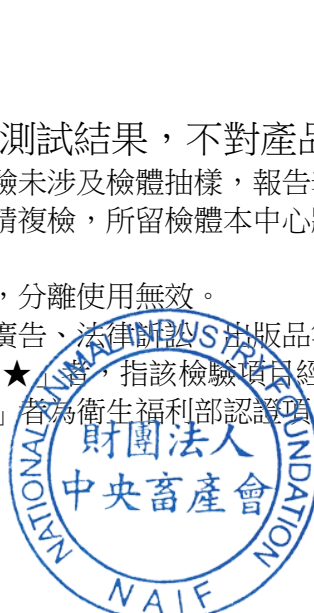 測試結果，不對產品
驗未涉及檢體抽樣，報告
請複檢，所留檢體本中心
，分離使用無效。
廣告、法律訴訟、出版品等
★」者，指該檢驗項目經
」者為衛生福利部認證項
NATIONAL ANIMAL INDUSTRY FOUNDATION
財團法人
中央畜產會
NAIF